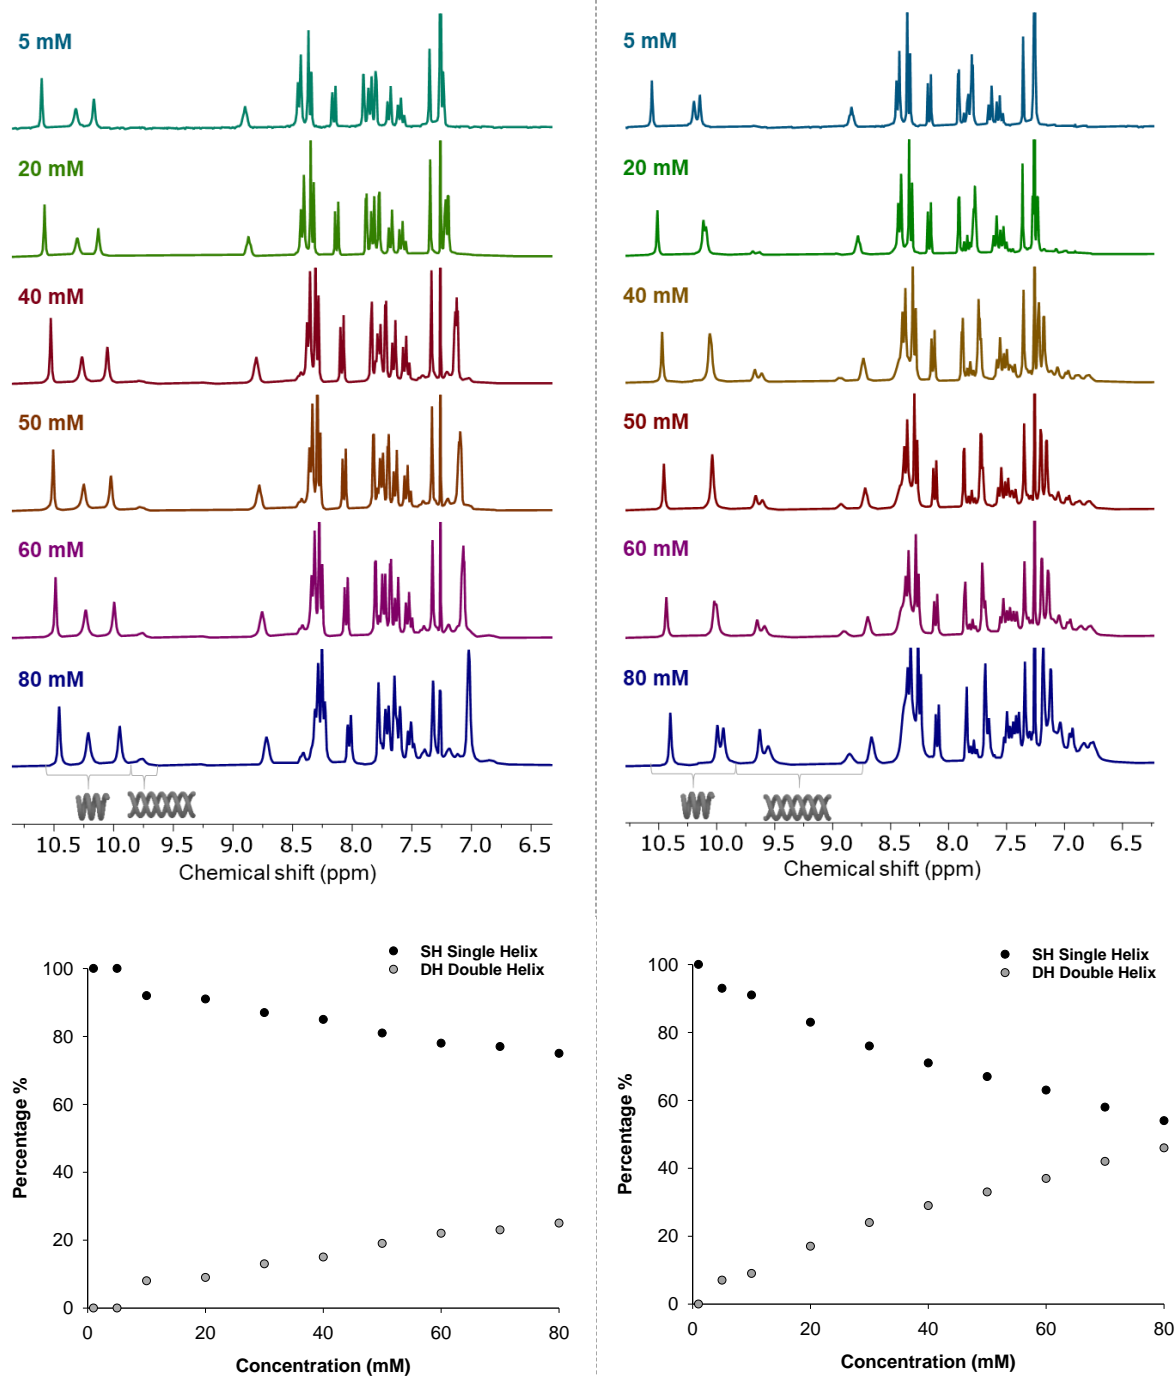 5 mM
20 mM
40 mM
50 mM
60 mM
80 mM
10.5 10.0 9.0 8.5 8.0 7.5 7.0 6.5
Chemical shift (ppm)
5 mM
20 mM
40 mM
50 mM
60 mM
80 mM
10.5 10.0 9.0 8.5 8.0 7.5 7.0 6.5
Chemical shift (ppm)
SH Single Helix
DH Double Helix
100
80
60
40
20
0
0 20 40 60 80
Percentage %
Concentration (mM)
SH Single Helix
DH Double Helix
100
80
60
40
20
0
0 20 40 60 80
Percentage %
Concentration (mM)